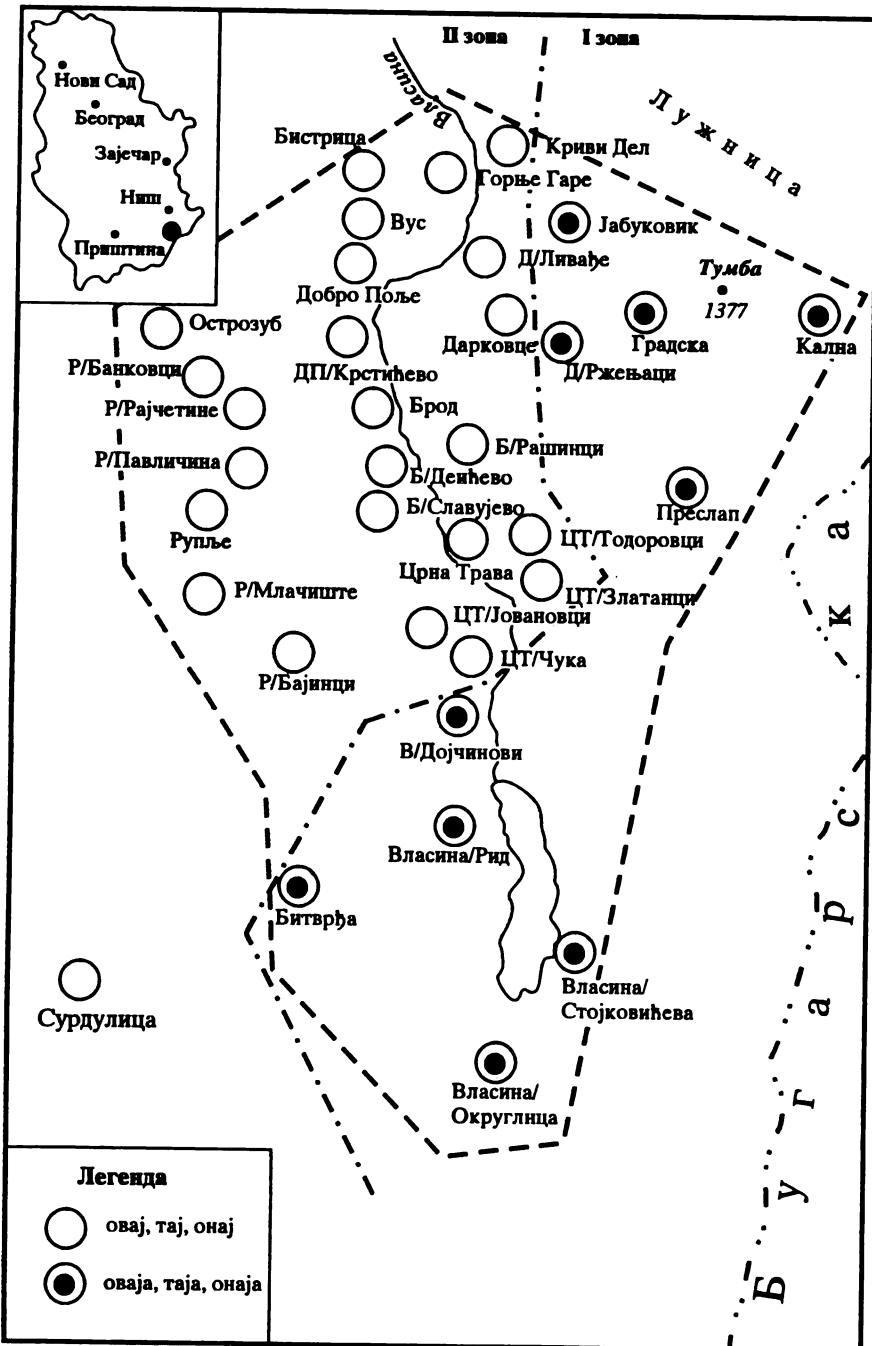 II зона
I зона
Нови Сад
Београд
Зајечар
Ниш
Приштина
Власина
Лужница
Бистрица
Криви Дел
Горње Гаре
Вус
Јабуковик
Д/Ливађе
Тумба
1377
Добро Поље
Острозуб
Дарковце
Градска
Кална
Р/Банковци
ДП/Крстићево
Д/Ржењаци
Р/Рајчетине
Брод
Б/Рашинци
Р/Павличина
Б/Деићево
Б/Славујево
Преслап
Рупље
ЦТ/Тодоровци
Црна Трава
Р/Млачиште
ЦТ/Златанци
ЦТ/Јовановци
ЦТ/Чука
Р/Бајинци
В/Дојчинови
Власина/Рид
Битврђа
Власина/
Стојковићева
Сурдулица
Власина/
Округлица
Бугарска
Легенда
овај, тај, онај
оваја, таја, онаја